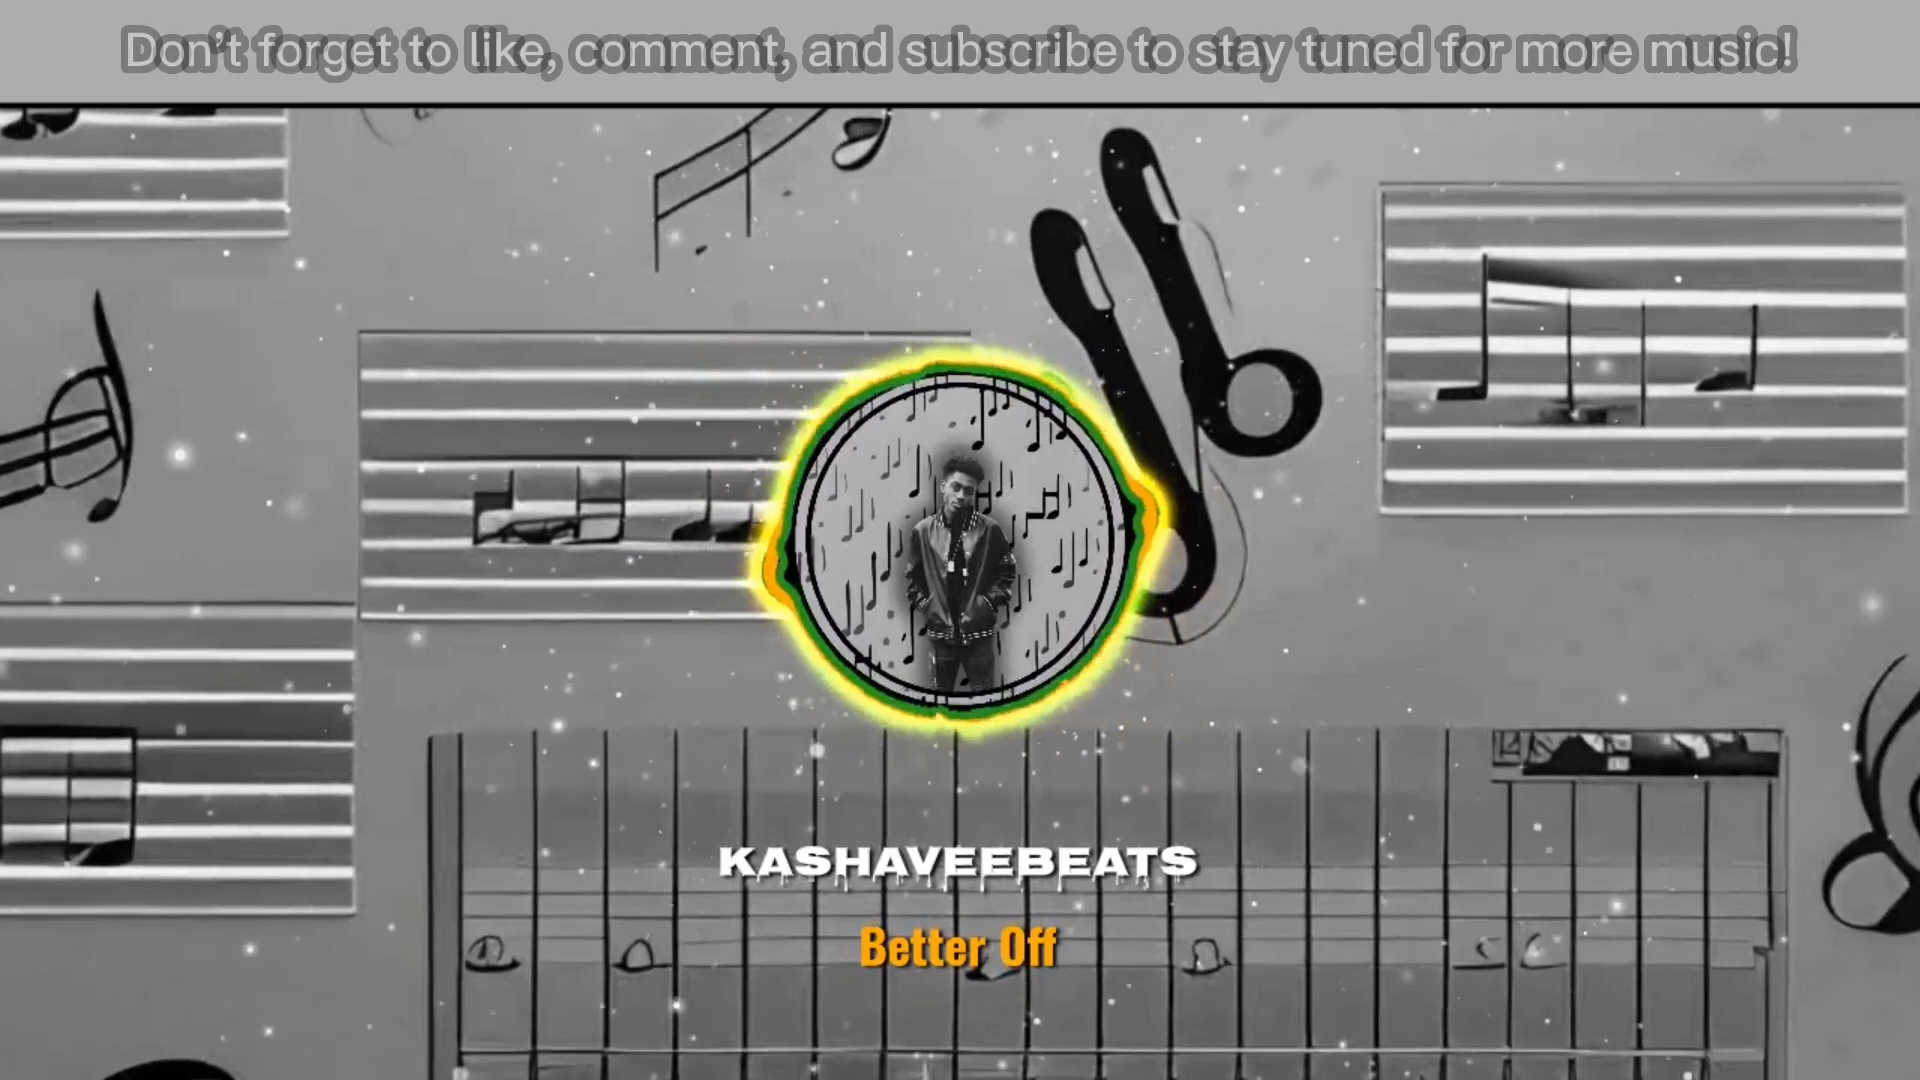 Don't forget to like, comment, and subscribe to stay tuned for more music!
KASHAVEEBEATS
Better Off